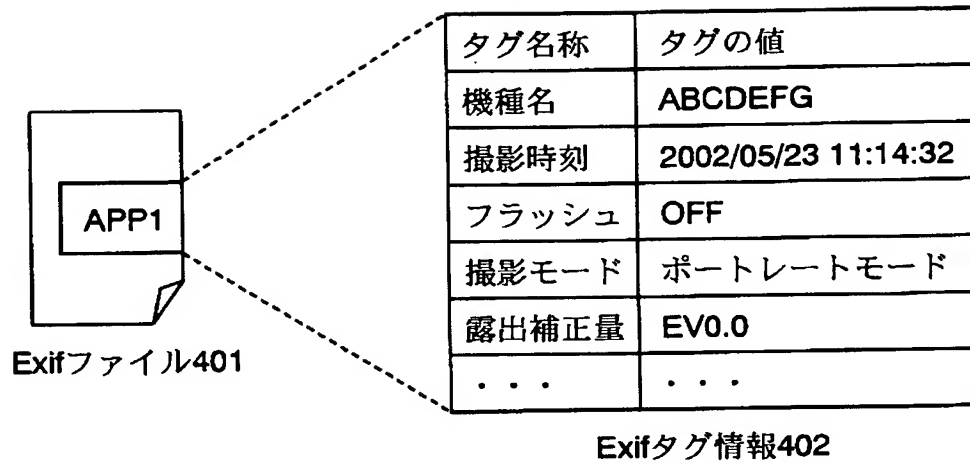 タグ名称 タグの値
機種名 ABCDEFG
撮影時刻 2002/05/23 11:14:32
フラッシュ OFF
撮影モード ポートレートモード
露出補正量 EV0.0
・・・ ・・・
APP1
Exifファイル401
Exifタグ情報402